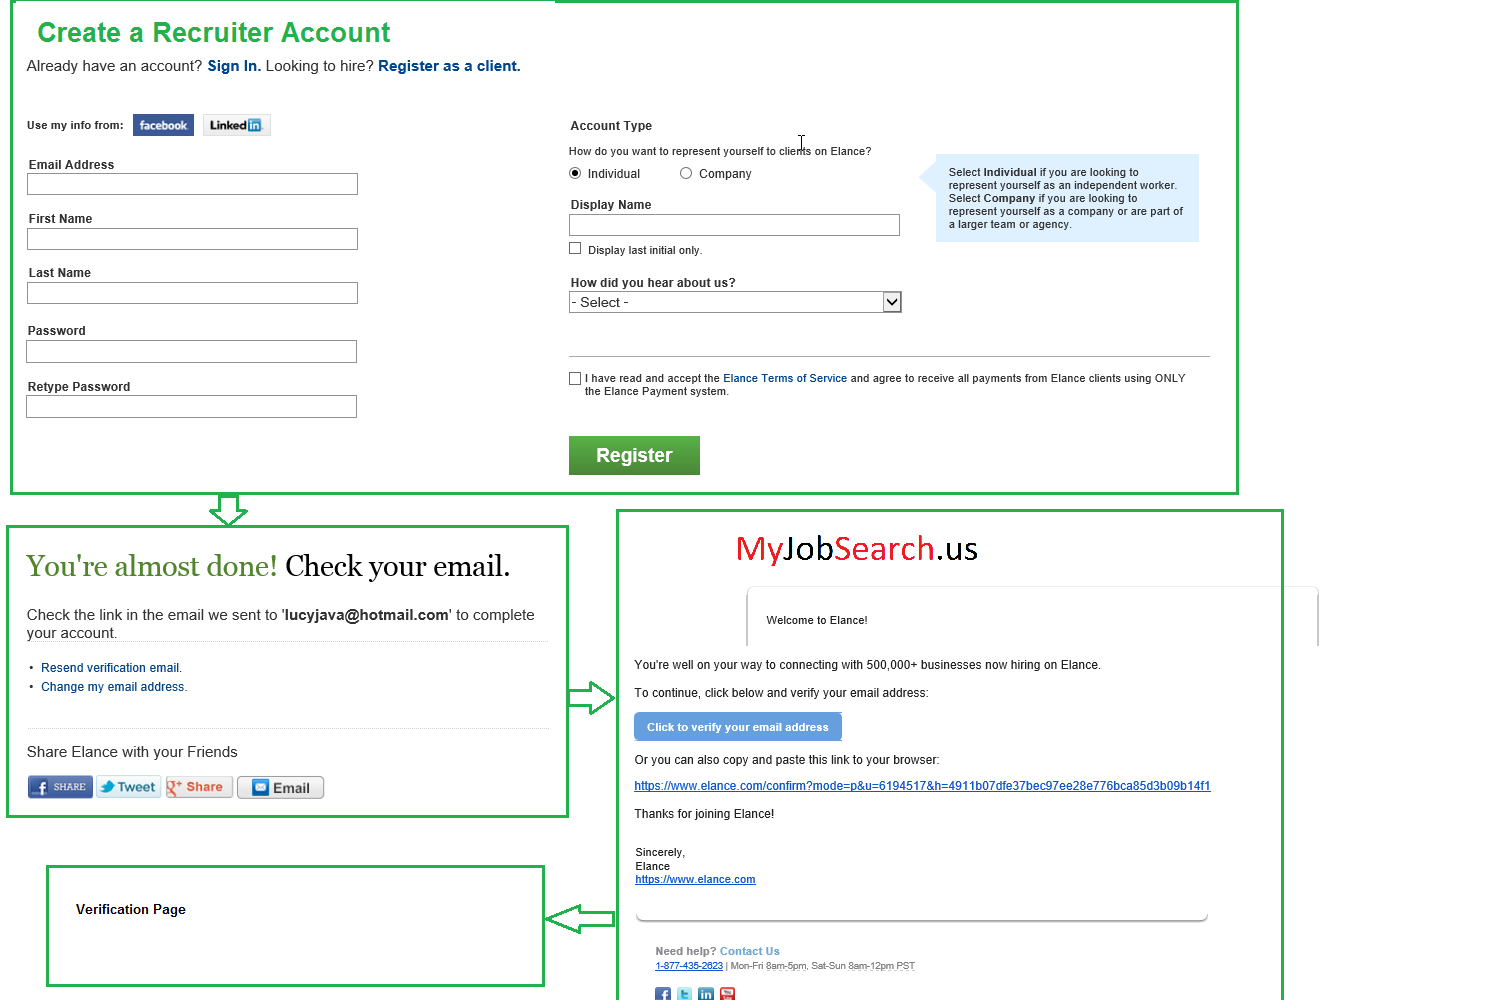 Create a Recruiter Account
Already have an account? Sign In. Looking to hire? Register as a client.
Use my info from: facebook LinkedIn
Email Address
First Name
Last Name
Password
Retype Password
Account Type
How do you want to represent yourself to clients on Elance?
Individual Company
Display Name
Display last initial only.
How did you hear about us?
- Select -
Select Individual if you are looking to
represent yourself as an independent worker.
Select Company if you are looking to
represent yourself as a company or are part of
a larger team or agency.
I have read and accept the Elance Terms of Service and agree to receive all payments from Elance clients using ONLY
the Elance Payment system.
Register
You're almost done! Check your email.
Check the link in the email we sent to 'lucyjava@hotmail.com' to complete
your account.
• Resend verification email.
• Change my email address.
Share Elance with your Friends
f SHARE Tweet g+ Share Email
MyJobSearch.us
Welcome to Elance!
You're well on your way to connecting with 500,000+ businesses now hiring on Elance.
To continue, click below and verify your email address:
Click to verify your email address
Or you can also copy and paste this link to your browser:
https://www.elance.com/confirm?mode=p&u=6194517&h=4911b07dfe37bec97ee28e776bca85d3b09b14f1
Thanks for joining Elance!
Sincerely,
Elance
https://www.elance.com
Need help? Contact Us
1-877-435-2623 | Mon-Fri 8am-5pm, Sat-Sun 8am-12pm PST
f t in You
Verification Page